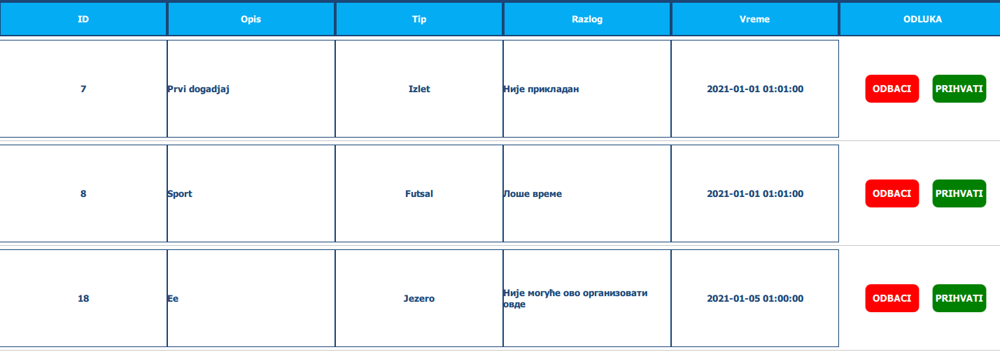 ID Opis Tip Razlog Vreme ODLUKA
7 Prvi dogadjaj Izlet Није прикладан 2021-01-01 01:01:00 ODBACI PRIHVATI
8 Sport Futsal Лоше време 2021-01-01 01:01:00 ODBACI PRIHVATI
18 Ee Jezero Није могуће ово организовати
овде 2021-01-05 01:00:00 ODBACI PRIHVATI